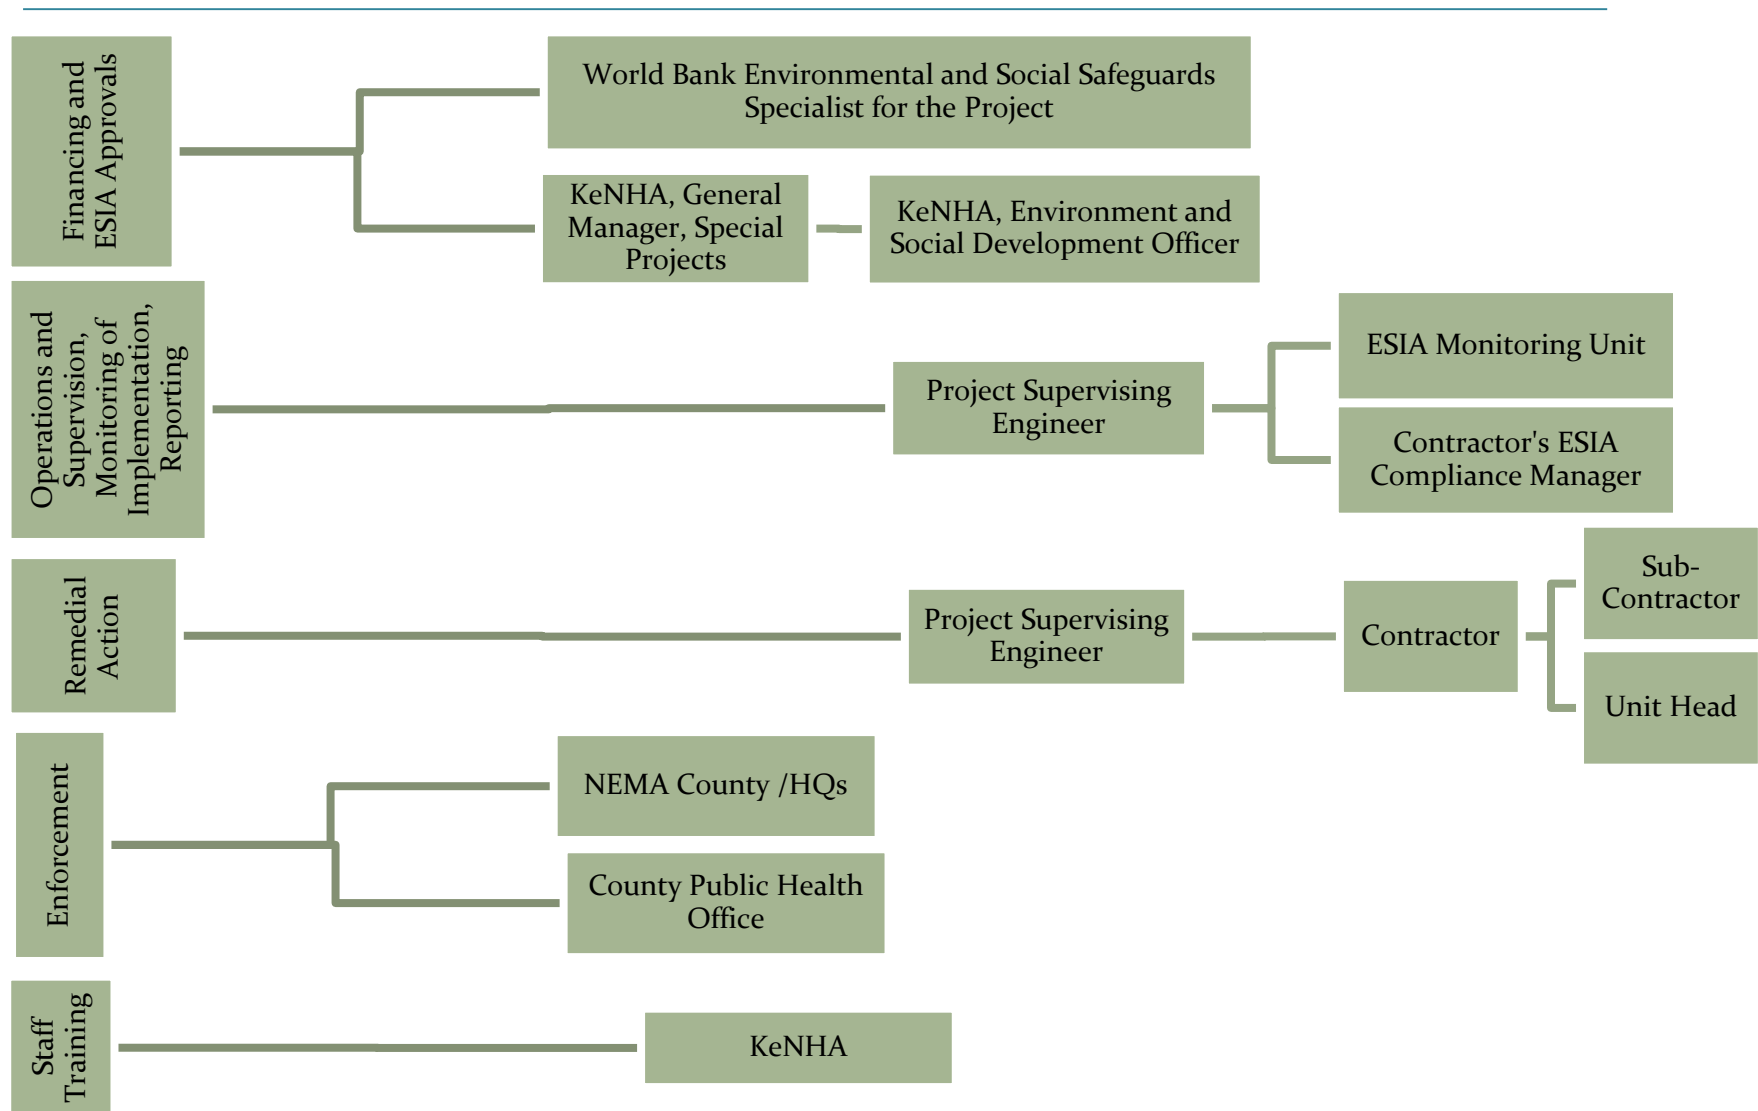 Financing and
ESIA Approvals
World Bank Environmental and Social Safeguards
Specialist for the Project
KeNHA, General
Manager, Special
Projects
KeNHA, Environment and
Social Development Officer
Operations and
Supervision,
Monitoring of
Implementation,
Reporting
Project Supervising
Engineer
ESIA Monitoring Unit
Contractor's ESIA
Compliance Manager
Remedial
Action
Project Supervising
Engineer
Contractor
Sub-
Contractor
Unit Head
Enforcement
NEMA County /HQs
County Public Health
Office
Staff
Training
KeNHA